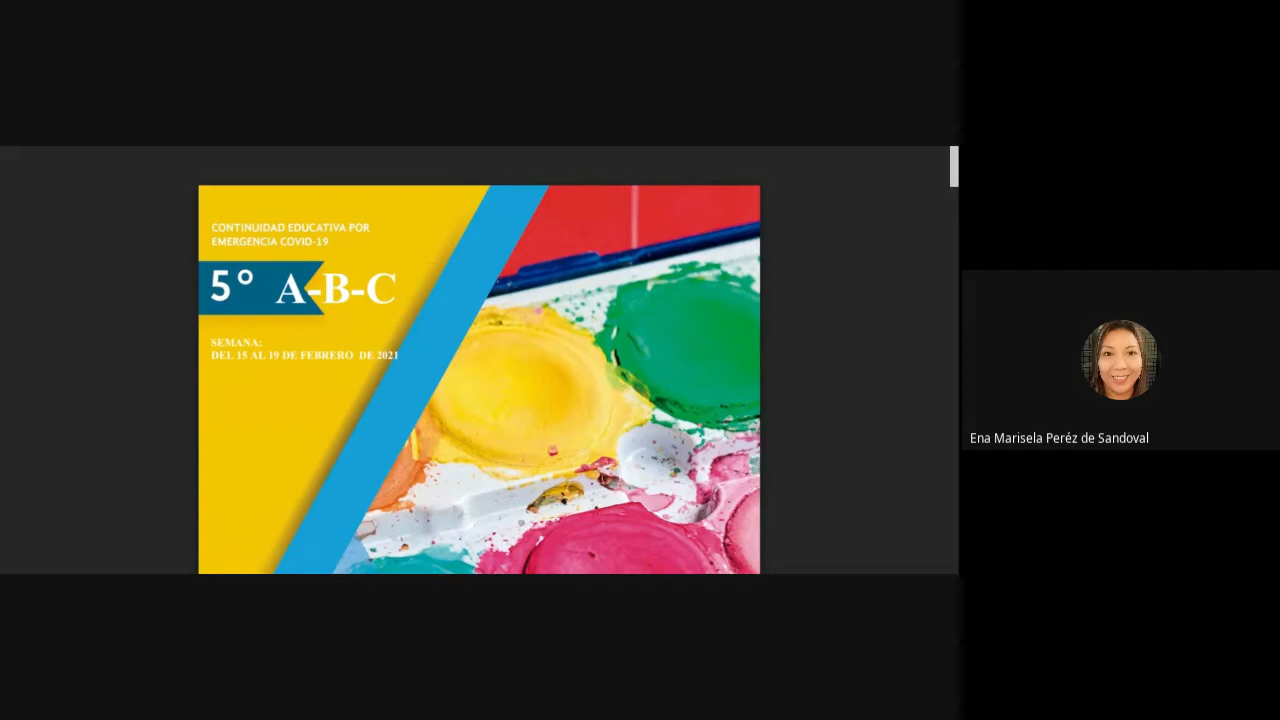 CONTINUIDAD EDUCATIVA POR
EMERGENCIA COVID-19
5° A-B-C
SEMANA:
DEL 15 AL 19 DE FEBRERO DE 2021
Ena Marisela Peréz de Sandoval